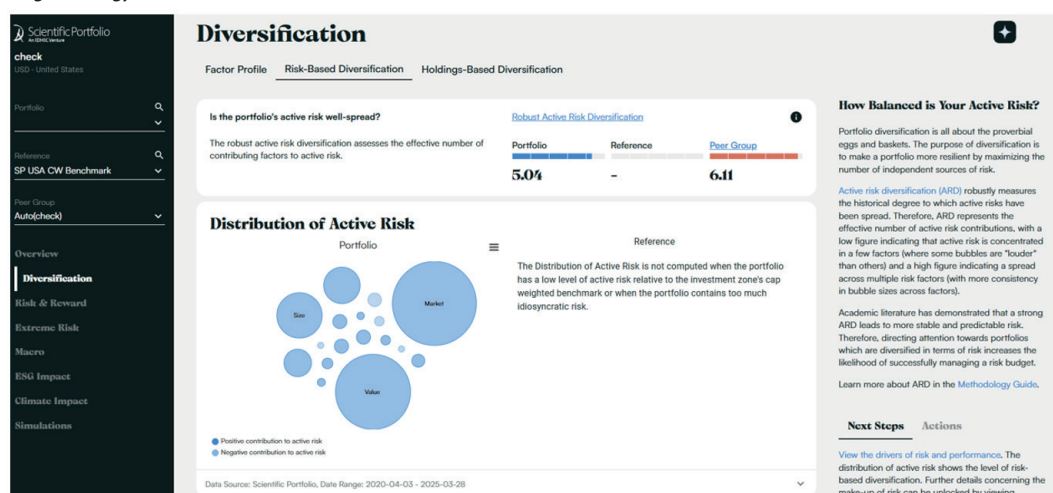 Scientific Portfolio
An EDHEC Venture
check
USD - United States
Portfolio
Reference
SP USA CW Benchmark
Peer Group
Auto(check)
Overview
Diversification
Risk & Reward
Extreme Risk
Macro
ESG Impact
Climate Impact
Simulations
Diversification
Factor Profile
Risk-Based Diversification
Holdings-Based Diversification
Is the portfolio's active risk well-spread?
The robust active risk diversification assesses the effective number of
contributing factors to active risk.
Robust Active Risk Diversification
Portfolio Reference Peer Group
5.04 - 6.11
Distribution of Active Risk
Portfolio
Size
Market
Value
Positive contribution to active risk
Negative contribution to active risk
Reference
The Distribution of Active Risk is not computed when the portfolio
has a low level of active risk relative to the investment zone's cap
weighted benchmark or when the portfolio contains too much
idiosyncratic risk.
Data Source: Scientific Portfolio, Date Range: 2020-04-03 - 2025-03-28
How Balanced is Your Active Risk?
Portfolio diversification is all about the proverbial
eggs and baskets. The purpose of diversification is
to make a portfolio more resilient by maximizing the
number of independent sources of risk.
Active risk diversification (ARD) robustly measures
the historical degree to which active risks have
been spread. Therefore, ARD represents the
effective number of active risk contributions, with a
low figure indicating that active risk is concentrated
in a few factors (where some bubbles are "louder"
than others) and a high figure indicating a spread
across multiple risk factors (with more consistency
in bubble sizes across factors).
Academic literature has demonstrated that a strong
ARD leads to more stable and predictable risk.
Therefore, directing attention towards portfolios
which are diversified in terms of risk increases the
likelihood of successfully managing a risk budget.
Learn more about ARD in the Methodology Guide.
Next Steps Actions
View the drivers of risk and performance. The
distribution of active risk shows the level of risk-
based diversification. Further details concerning the
make-up of risk can be unlocked by viewing